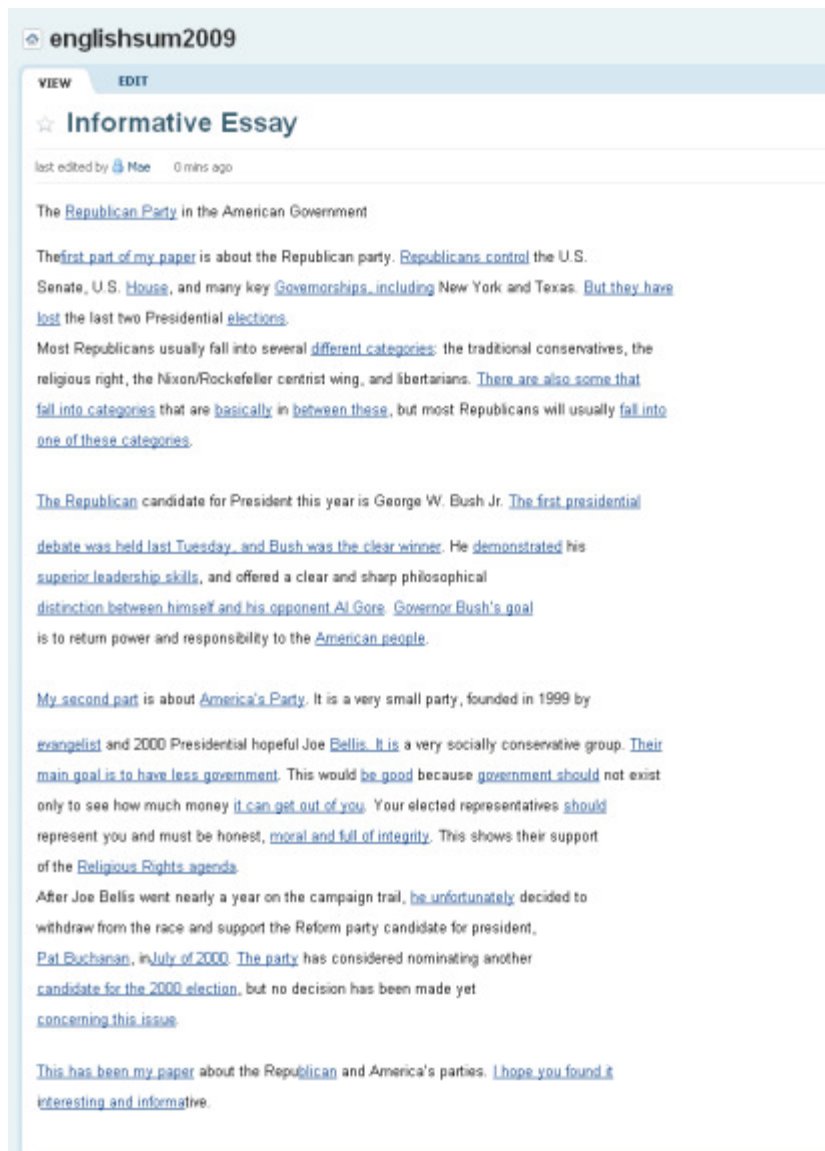 englishsum2009
VIEW EDIT
Informative Essay
last edited by Mae 0 mins ago
The Republican Party in the American Government
Thefirst part of my paper is about the Republican party. Republicans control the U.S.
Senate, U.S. House, and many key Governorships, including New York and Texas. But they have
lost the last two Presidential elections.
Most Republicans usually fall into several different categories: the traditional conservatives, the
religious right, the Nixon/Rockefeller centrist wing, and libertarians. There are also some that
fall into categories that are basically in between these, but most Republicans will usually fall into
one of these categories.
The Republican candidate for President this year is George W. Bush Jr. The first presidential
debate was held last Tuesday, and Bush was the clear winner. He demonstrated his
superior leadership skills, and offered a clear and sharp philosophical
distinction between himself and his opponent Al Gore. Governor Bush's goal
is to return power and responsibility to the American people.
My second part is about America's Party. It is a very small party, founded in 1999 by
evangelist and 2000 Presidential hopeful Joe Bellis. It is a very socially conservative group. Their
main goal is to have less government. This would be good because government should not exist
only to see how much money it can get out of you. Your elected representatives should
represent you and must be honest, moral and full of integrity. This shows their support
of the Religious Rights agenda.
After Joe Bellis went nearly a year on the campaign trail, he unfortunately decided to
withdraw from the race and support the Reform party candidate for president,
Pat Buchanan, inJuly of 2000. The party has considered nominating another
candidate for the 2000 election, but no decision has been made yet
concerning this issue.
This has been my paper about the Republican and America's parties. I hope you found it
interesting and informative.